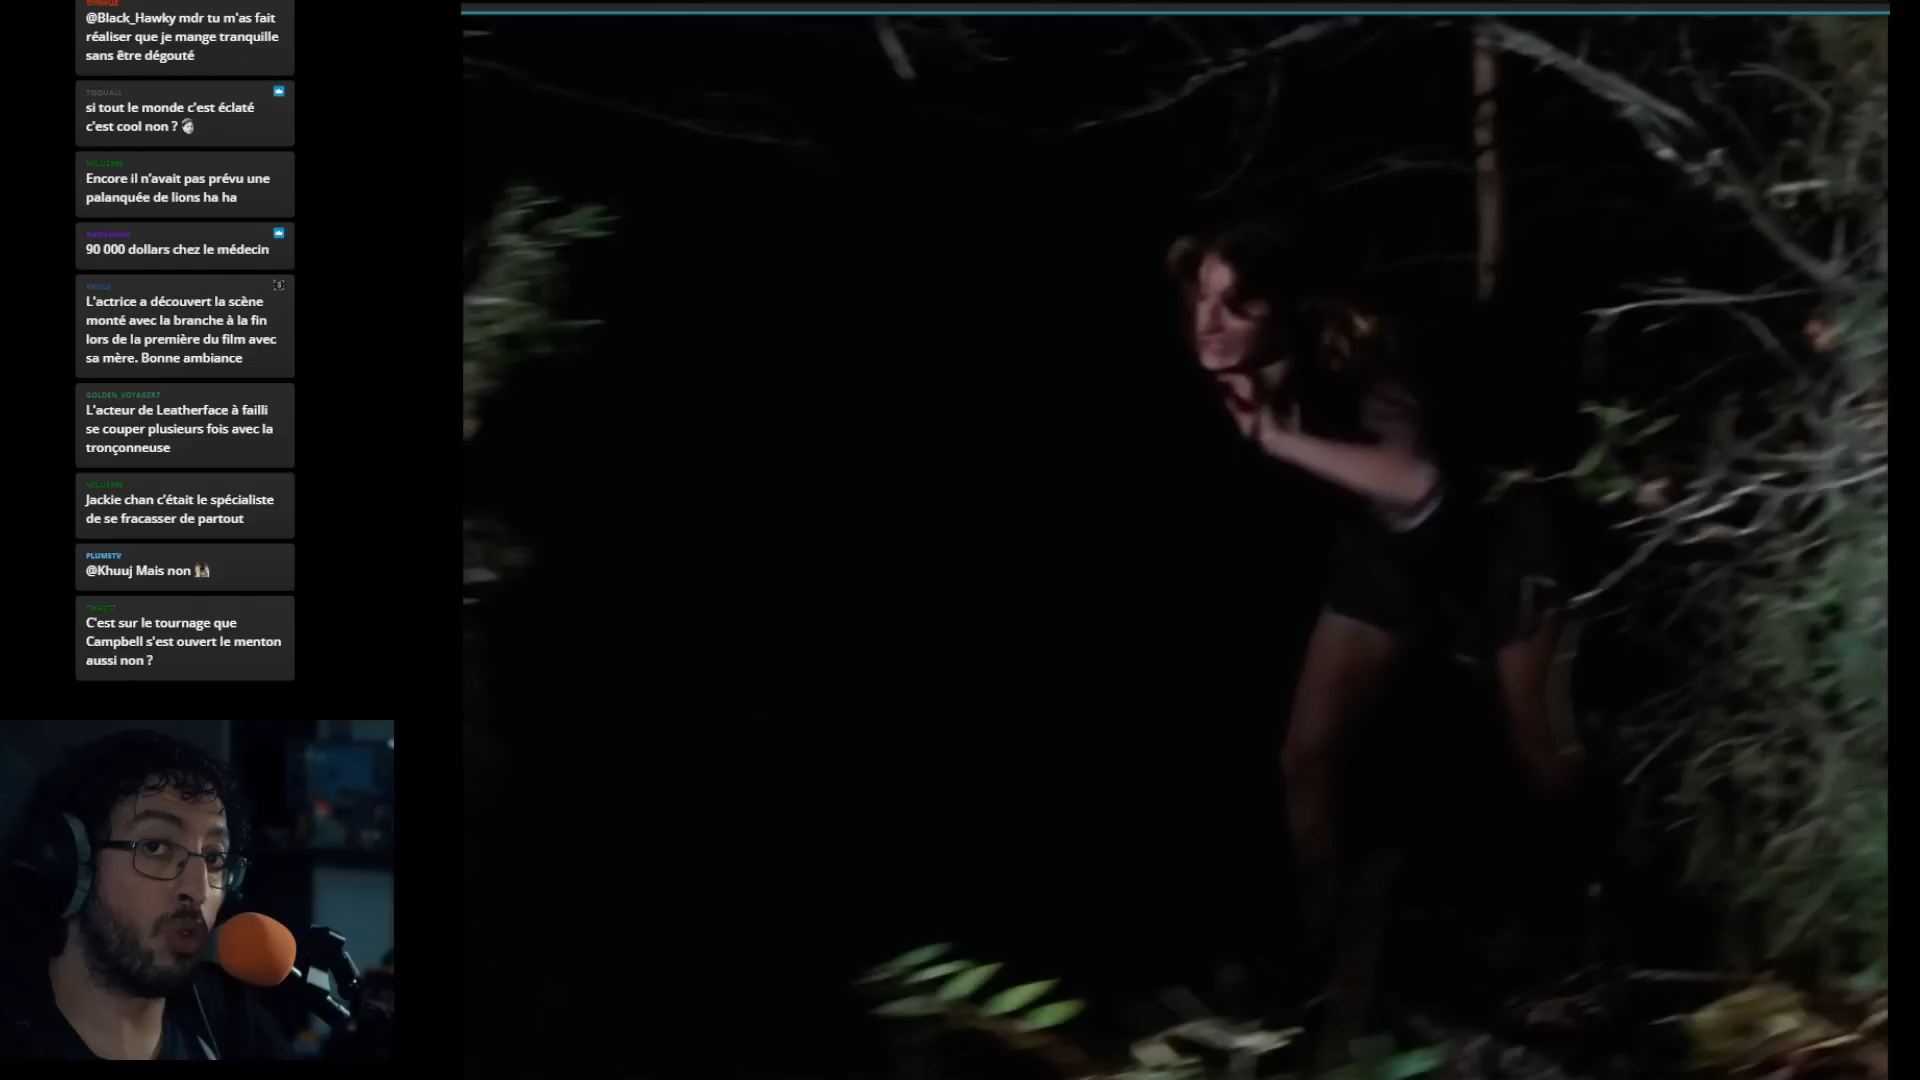 @Black_Hawky mdr tu m'as fait
réaliser que je mange tranquille
sans être dégouté
TISQUALL
si tout le monde c'est éclaté
c'est cool non ?
Encore il n'avait pas prévu une
palanquée de lions ha ha
90 000 dollars chez le médecin
KHUUJ
L'actrice a découvert la scène
monté avec la branche à la fin
lors de la première du film avec
sa mère. Bonne ambiance
GOLDEN_VOYAGER7
L'acteur de Leatherface à failli
se couper plusieurs fois avec la
tronçonneuse
Jackie chan c'était le spécialiste
de se fracasser de partout
PLUMETV
@Khuuj Mais non
C'est sur le tournage que
Campbell s'est ouvert le menton
aussi non ?